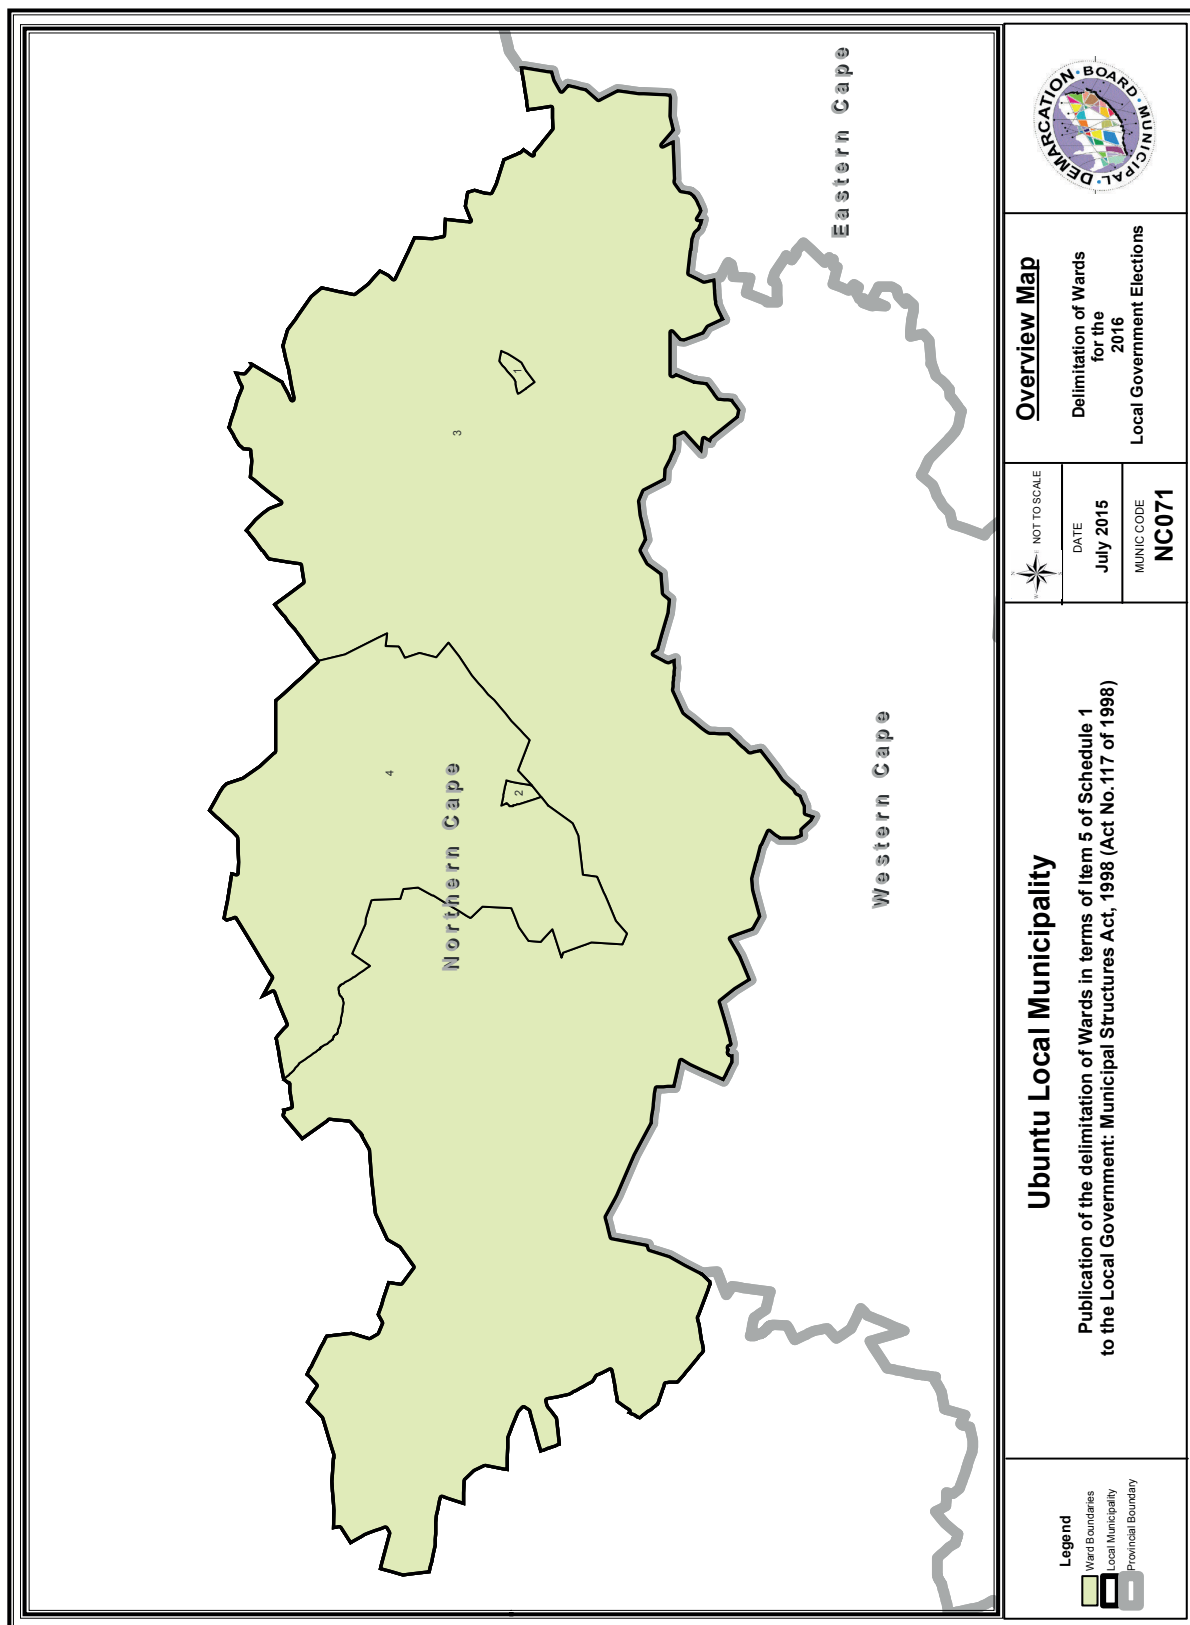 3
1
4
2
Northern Cape
Western Cape
Eastern Cape
Legend
Ward Boundaries
Local Municipality
Provincial Boundary
Ubuntu Local Municipality
Publication of the delimitation of Wards in terms of Item 5 of Schedule 1
to the Local Government: Municipal Structures Act, 1998 (Act No.117 of 1998)
NOT TO SCALE
DATE
July 2015
MUNIC CODE
NC071
Overview Map
Delimitation of Wards
for the
2016
Local Government Elections
MUNICIPAL DEMARCATION BOARD